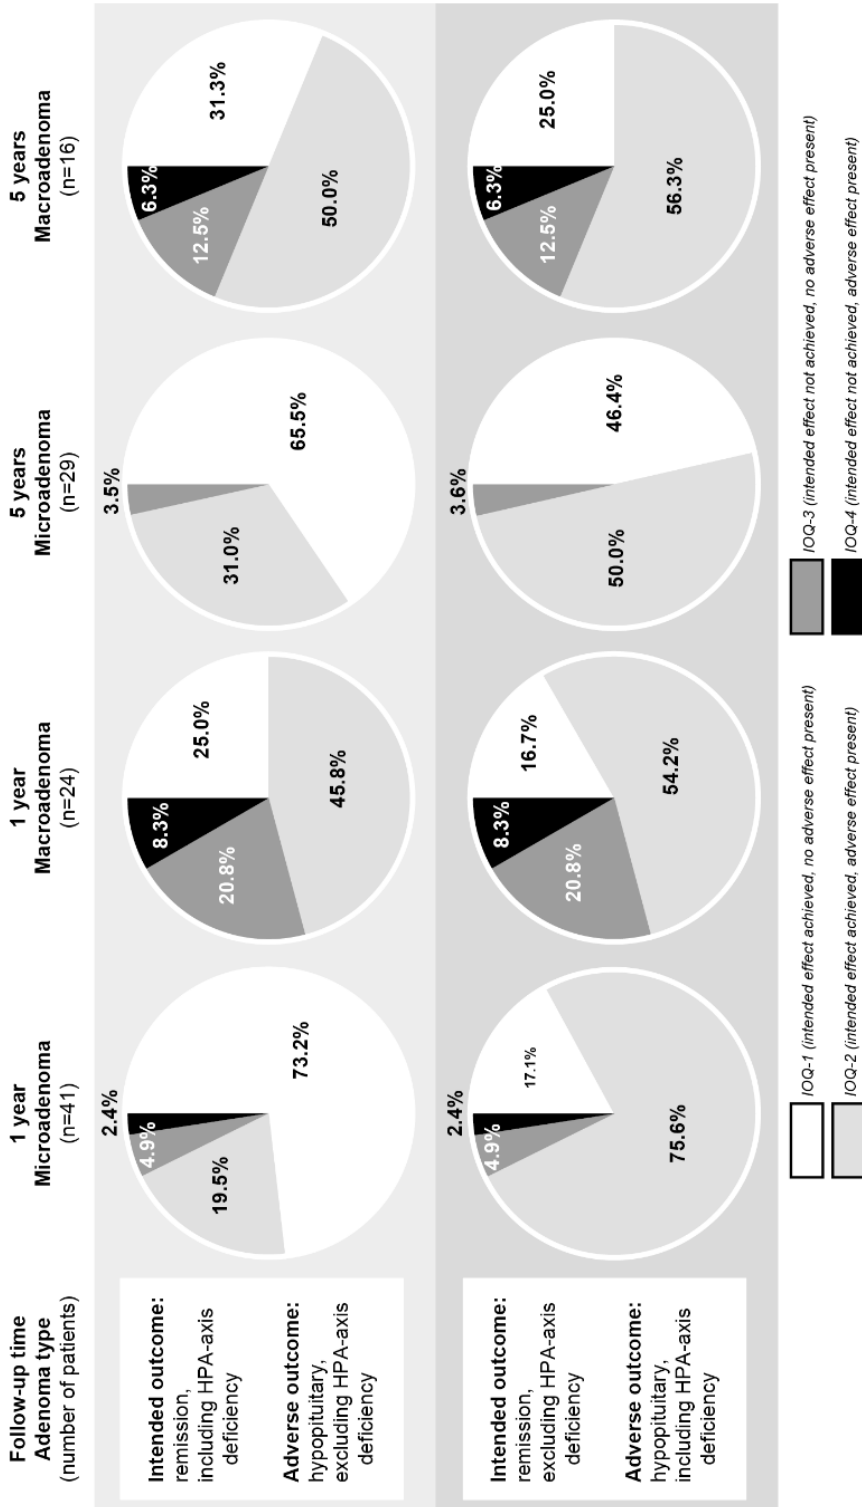 Follow-up time
Adenoma type
(number of patients)
1 year
Microadenoma
(n=41)
1 year
Macroadenoma
(n=24)
5 years
Microadenoma
(n=29)
5 years
Macroadenoma
(n=16)
Intended outcome:
remission,
including HPA-axis
deficiency
Adverse outcome:
hypopituitary,
excluding HPA-axis
deficiency
2.4%
4.9%
19.5%
73.2%
8.3%
20.8%
25.0%
45.8%
3.5%
31.0%
65.5%
6.3%
12.5%
31.3%
50.0%
Intended outcome:
remission,
excluding HPA-axis
deficiency
Adverse outcome:
hypopituitary,
including HPA-axis
deficiency
2.4%
4.9%
17.1%
75.6%
8.3%
20.8%
16.7%
54.2%
3.6%
46.4%
50.0%
6.3%
12.5%
25.0%
56.3%
IOQ-1 (intended effect achieved, no adverse effect present)
IOQ-2 (intended effect achieved, adverse effect present)
IOQ-3 (intended effect not achieved, no adverse effect present)
IOQ-4 (intended effect not achieved, adverse effect present)